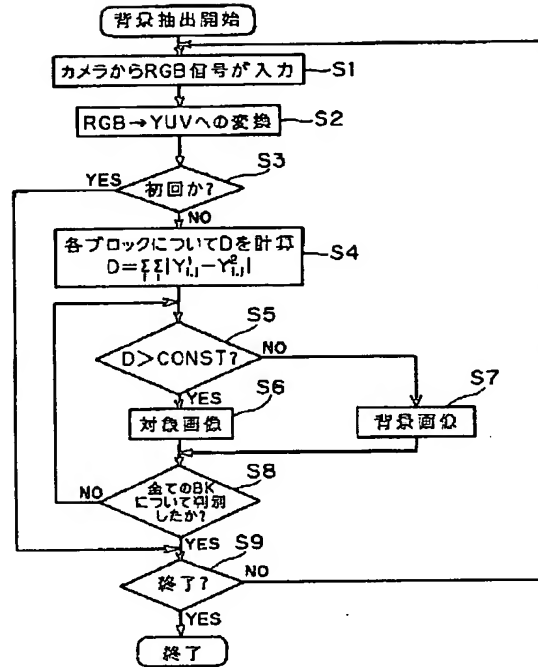 背景抽出開始
カメラからRGB信号が入力
S1
RGB→YUVへの変換
S2
S3
YES
初回か?
NO
各ブロックについてDを計算
D=ΣΣ|Y¹i,j−Y²i,j|
S4
S5
D>CONST?
NO
YES
S6
対象画像
S7
背景画像
S8
NO
全てのBK
について判別
したか?
YES
S9
終了?
NO
YES
終了